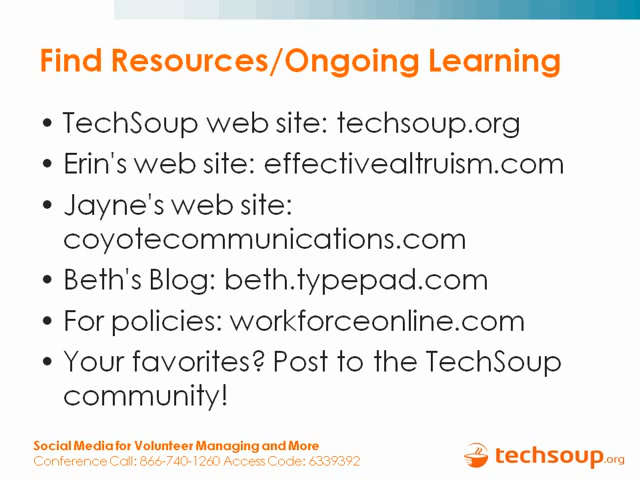 Find Resources/Ongoing Learning
• TechSoup web site: techsoup.org
• Erin's web site: effectivealtruism.com
• Jayne's web site:
coyotecommunications.com
• Beth's Blog: beth.typepad.com
• For policies: workforceonline.com
• Your favorites? Post to the TechSoup
community!
Social Media for Volunteer Managing and More
Conference Call: 866-740-1260 Access Code: 6339392
techsoup.org